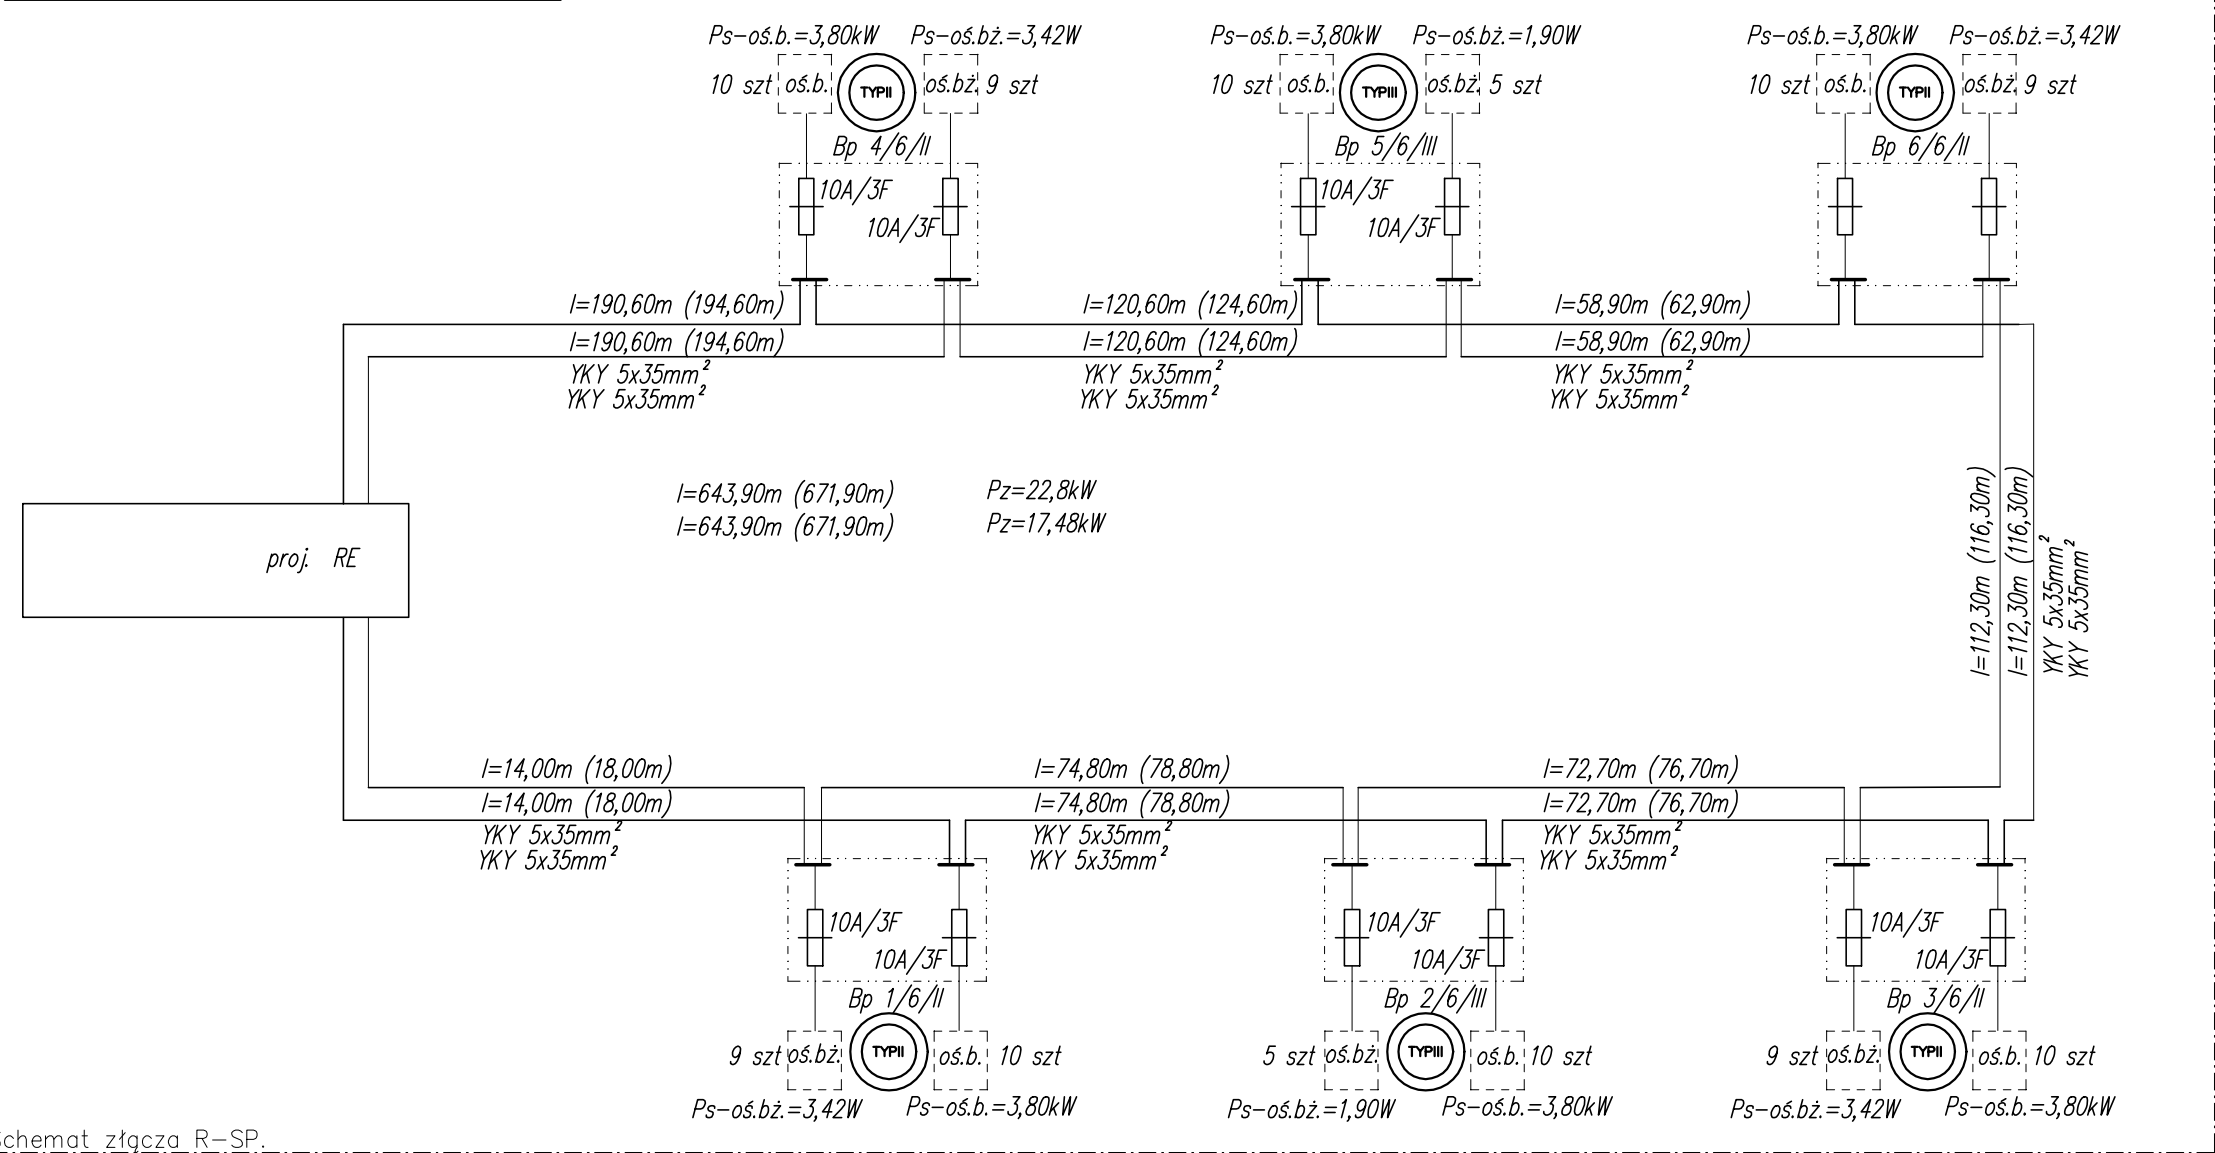 Ps-oś.b.=3,80kW Ps-oś.bż.=3,42W Ps-oś.b.=3,80kW Ps-oś.bż.=1,90W Ps-oś.b.=3,80kW Ps-oś.bż.=3,42W
10 szt oś.b. TYPII oś.bż. 9 szt 10 szt oś.b. TYPIII oś.bż. 5 szt 10 szt oś.b. TYPII oś.bż. 9 szt
Bp 4/6/II Bp 5/6/III Bp 6/6/II
10A/3F 10A/3F
10A/3F 10A/3F
l=190,60m (194,60m) l=120,60m (124,60m) l=58,90m (62,90m)
l=190,60m (194,60m) l=120,60m (124,60m) l=58,90m (62,90m)
YKY 5x35mm² YKY 5x35mm² YKY 5x35mm²
YKY 5x35mm² YKY 5x35mm² YKY 5x35mm²
l=643,90m (671,90m) Pz=22,8kW
l=643,90m (671,90m) Pz=17,48kW
proj. RE
l=112,30m (116,30m)
l=112,30m (116,30m)
YKY 5x35mm²
YKY 5x35mm²
l=14,00m (18,00m) l=74,80m (78,80m) l=72,70m (76,70m)
l=14,00m (18,00m) l=74,80m (78,80m) l=72,70m (76,70m)
YKY 5x35mm² YKY 5x35mm² YKY 5x35mm²
YKY 5x35mm² YKY 5x35mm² YKY 5x35mm²
10A/3F 10A/3F 10A/3F
10A/3F 10A/3F 10A/3F
Bp 1/6/II Bp 2/6/III Bp 3/6/II
9 szt oś.bż. TYPII oś.b. 10 szt 5 szt oś.bż. TYPIII oś.b. 10 szt 9 szt oś.bż. TYPII oś.b. 10 szt
Ps-oś.bż.=3,42W Ps-oś.b.=3,80kW Ps-oś.bż.=1,90W Ps-oś.b.=3,80kW Ps-oś.bż.=3,42W Ps-oś.b.=3,80kW
Schemat złącza R-SP.